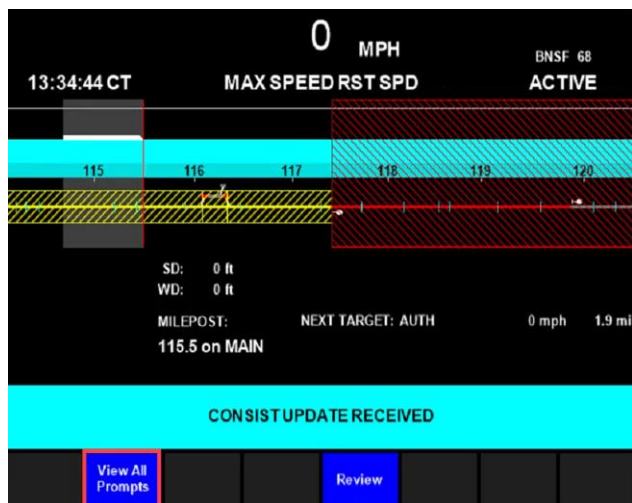 0 MPH
BNSF 68
13:34:44 CT MAX SPEED RST SPD ACTIVE
115 116 117 118 119 120
SD: 0 ft
WD: 0 ft
MILEPOST: NEXT TARGET: AUTH 0 mph 1.9 mi
115.5 on MAIN
CONSIST UPDATE RECEIVED
View All
Prompts
Review